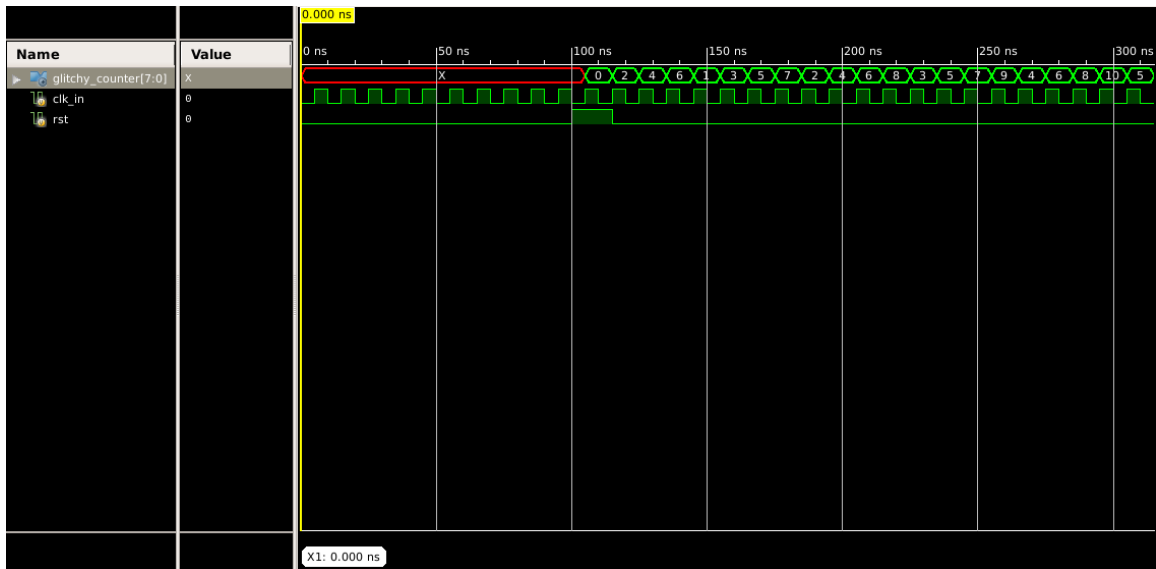 0.000 ns
Name Value
0 ns 50 ns 100 ns 150 ns 200 ns 250 ns 300 ns
glitchy_counter[7:0] X X 0 2 4 6 1 3 5 7 2 4 6 8 3 5 7 9 4 6 8 10 5
clk_in 0
rst 0
X1: 0.000 ns